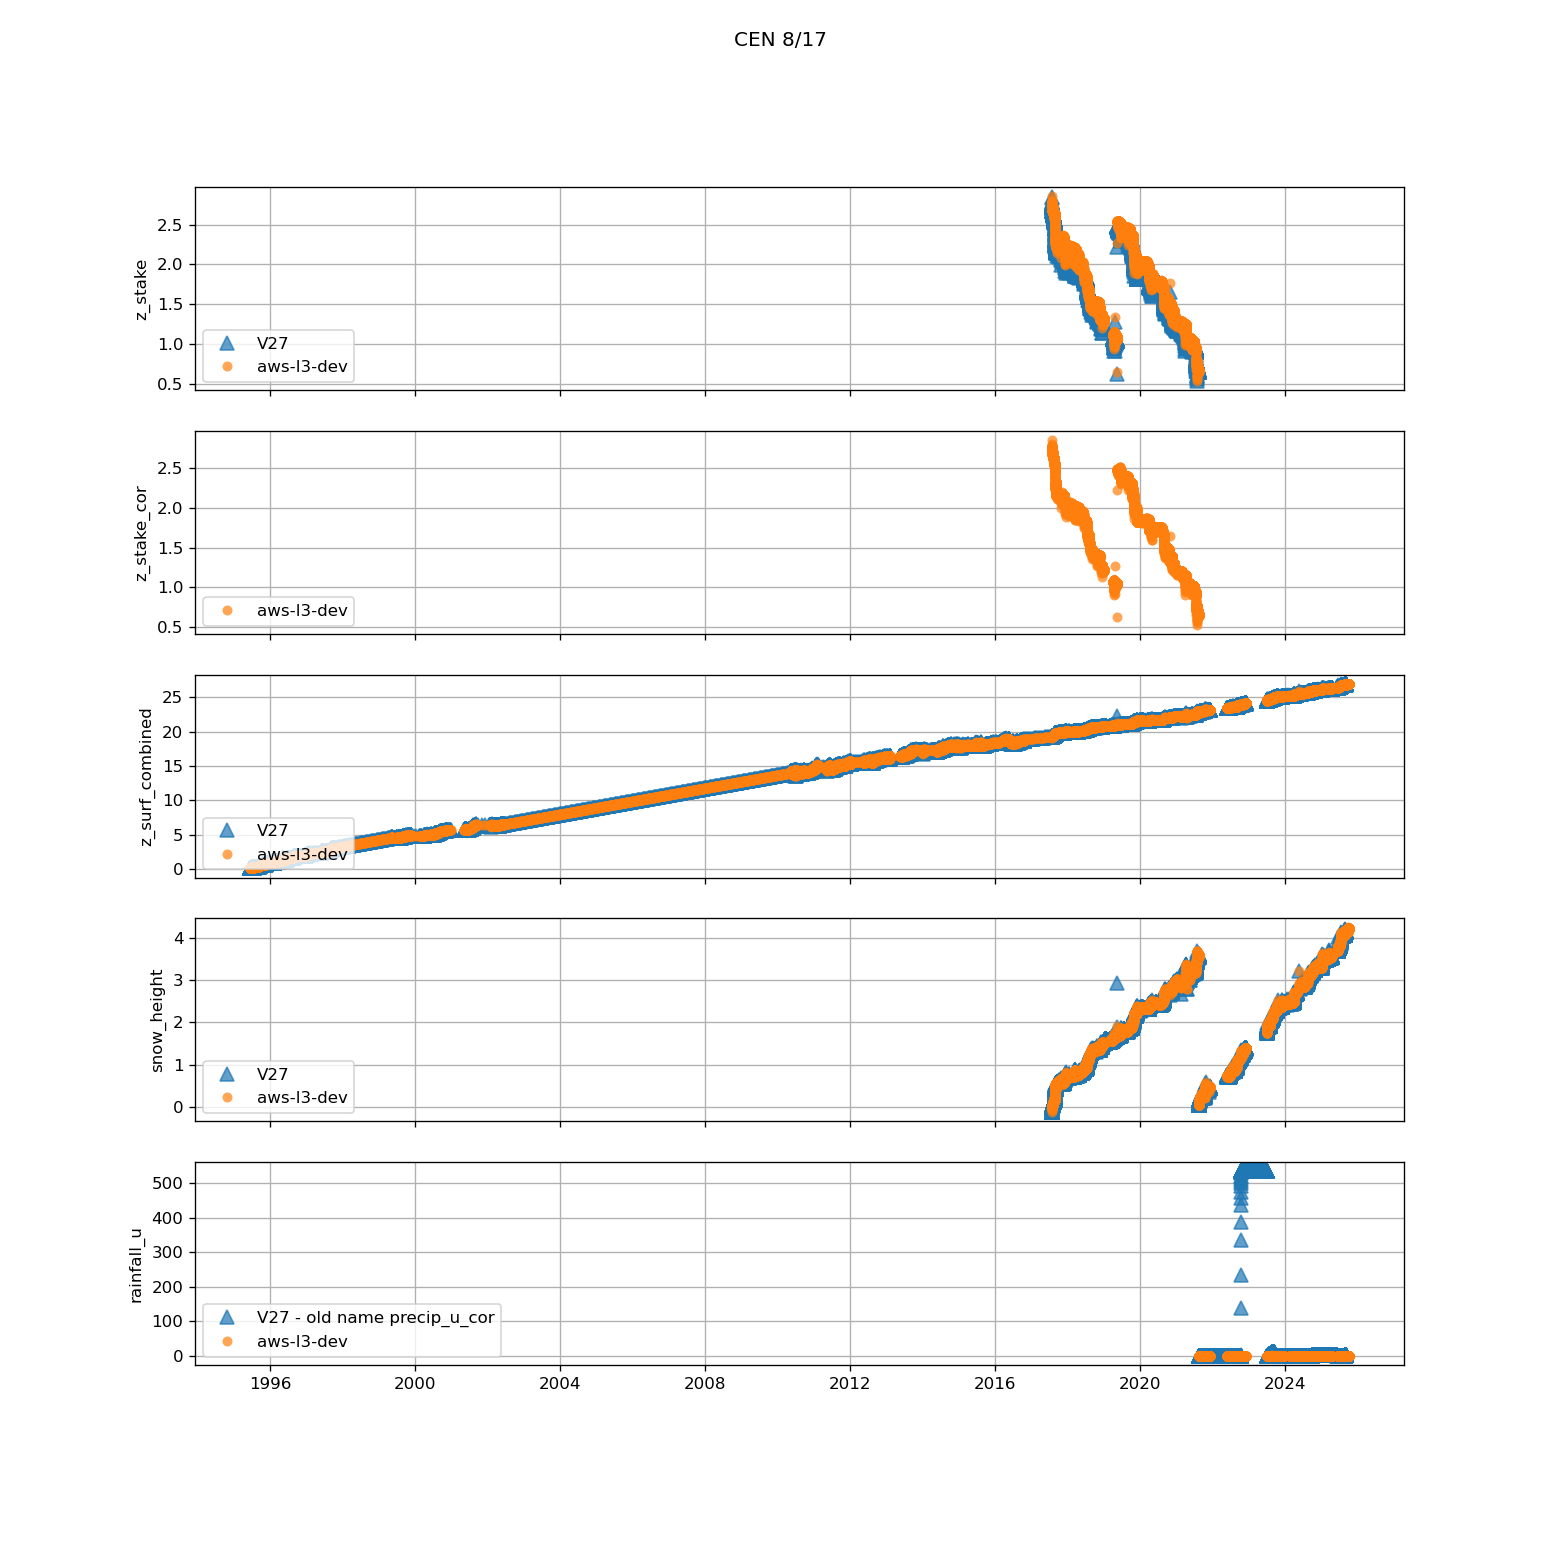 CEN 8/17
z_stake
2.5
2.0
1.5
1.0
0.5
V27
aws-l3-dev
z_stake_cor
2.5
2.0
1.5
1.0
0.5
aws-l3-dev
z_surf_combined
25
20
15
10
5
0
V27
aws-l3-dev
snow_height
4
3
2
1
0
V27
aws-l3-dev
rainfall_u
500
400
300
200
100
0
V27 - old name precip_u_cor
aws-l3-dev
1996 2000 2004 2008 2012 2016 2020 2024